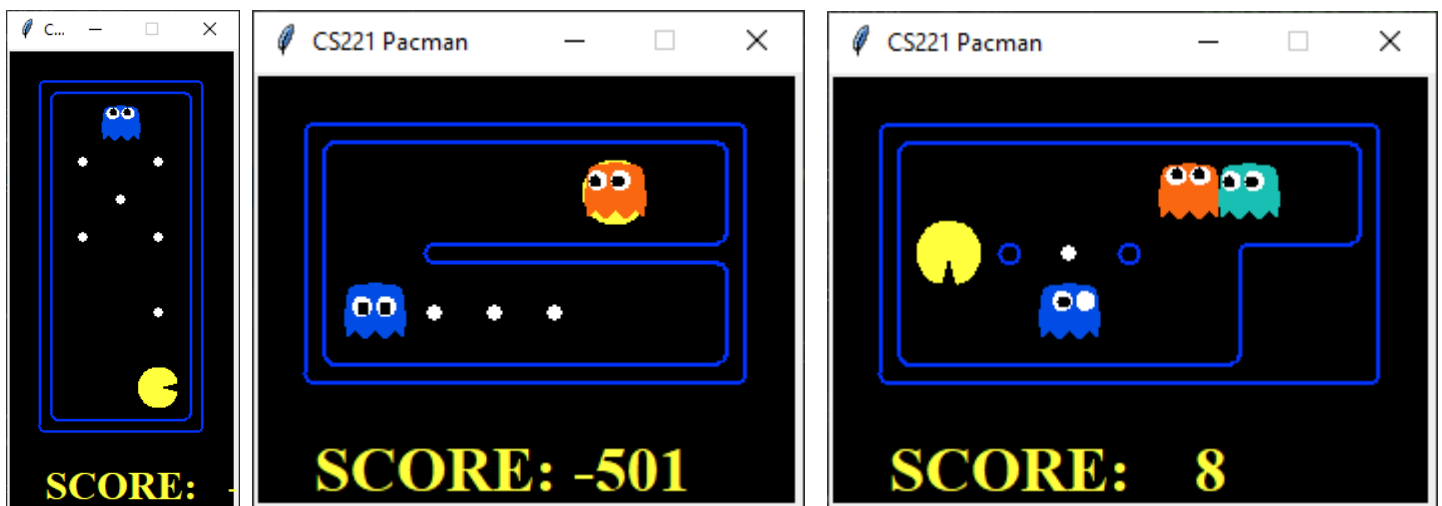 C...
SCORE: -
CS221 Pacman
SCORE: -501
CS221 Pacman
SCORE: 8